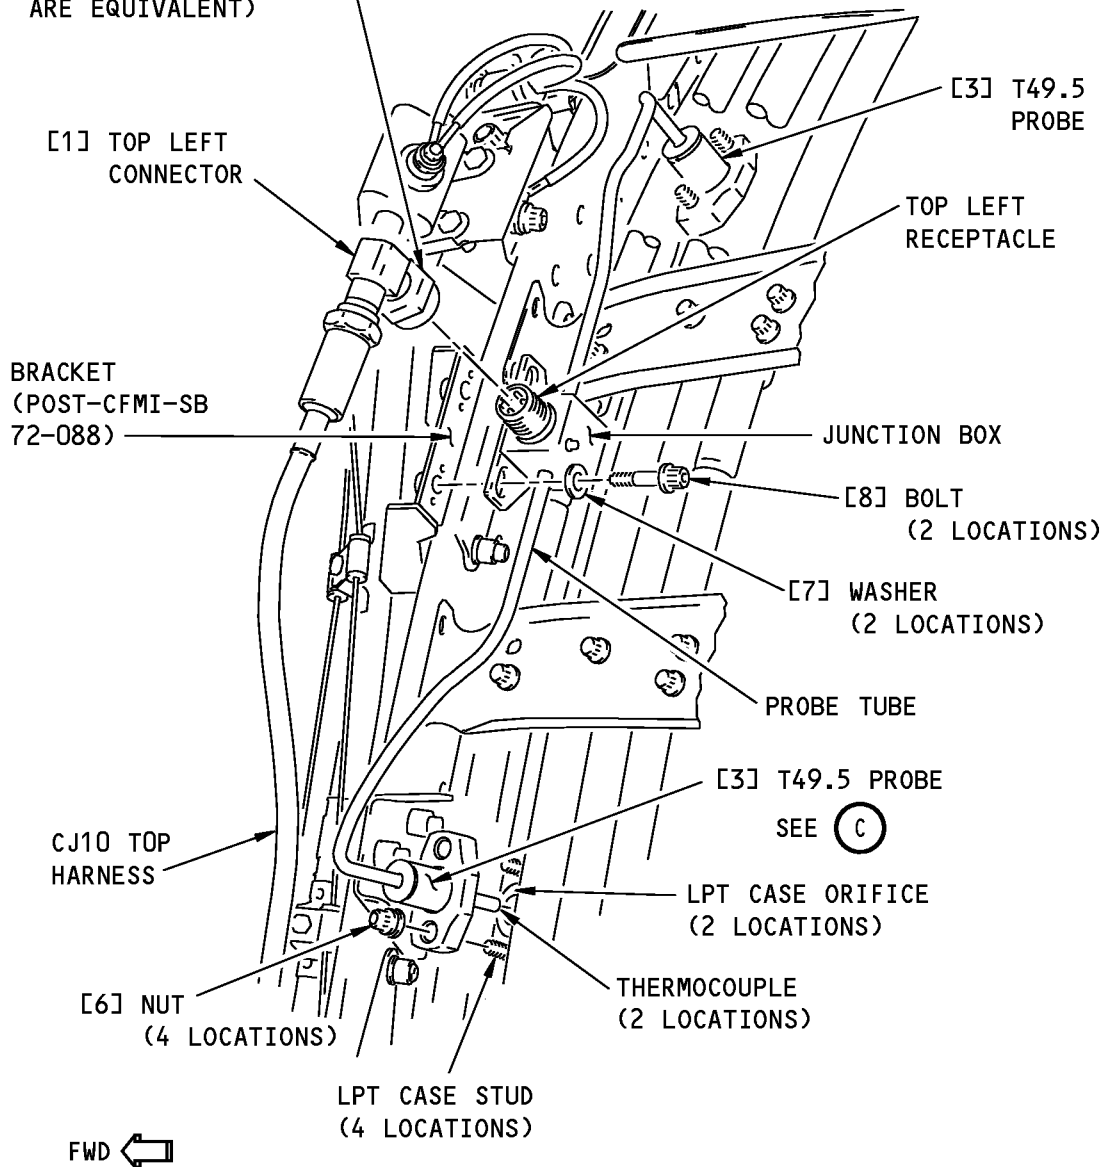 ARE EQUIVALENT)
[3] T49.5
PROBE
[1] TOP LEFT
CONNECTOR
TOP LEFT
RECEPTACLE
BRACKET
(POST-CFMI-SB
72-088)
JUNCTION BOX
[8] BOLT
(2 LOCATIONS)
[7] WASHER
(2 LOCATIONS)
PROBE TUBE
[3] T49.5 PROBE
SEE C
CJ10 TOP
HARNESS
LPT CASE ORIFICE
(2 LOCATIONS)
THERMOCOUPLE
(2 LOCATIONS)
[6] NUT
(4 LOCATIONS)
LPT CASE STUD
(4 LOCATIONS)
FWD